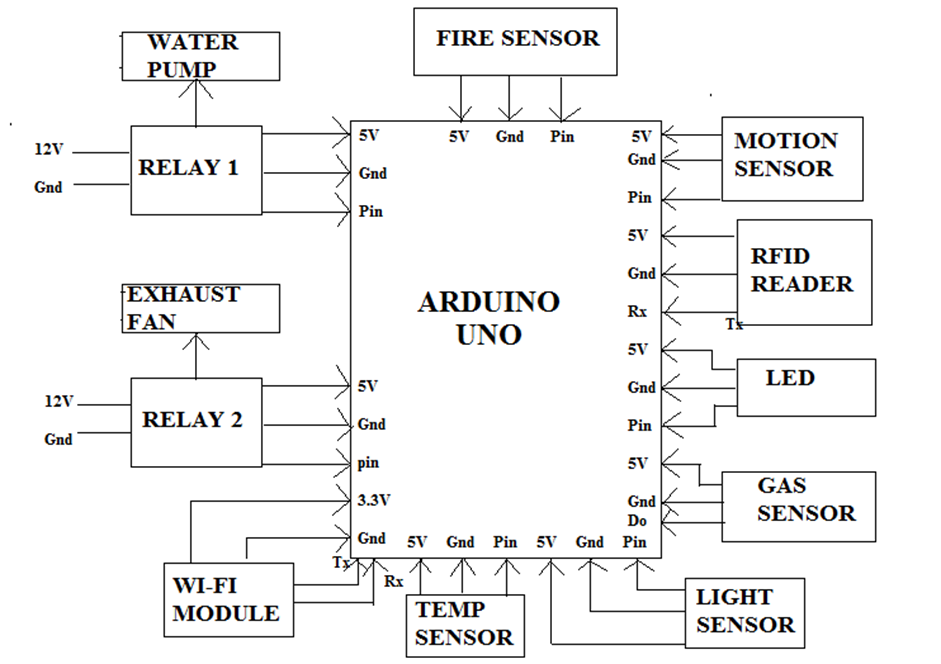 WATER
PUMP
FIRE SENSOR
12V
Gnd
RELAY 1
5V
Gnd
Pin
5V
Gnd
Pin
5V
Gnd
Pin
MOTION
SENSOR
5V
Gnd
Rx
Tx
RFID
READER
ARDUINO
UNO
EXHAUST
FAN
12V
Gnd
RELAY 2
5V
Gnd
pin
5V
Gnd
Pin
LED
5V
Gnd
Do
GAS
SENSOR
3.3V
Gnd
Tx
Rx
WI-FI
MODULE
5V
Gnd
Pin
TEMP
SENSOR
5V
Gnd
Pin
LIGHT
SENSOR